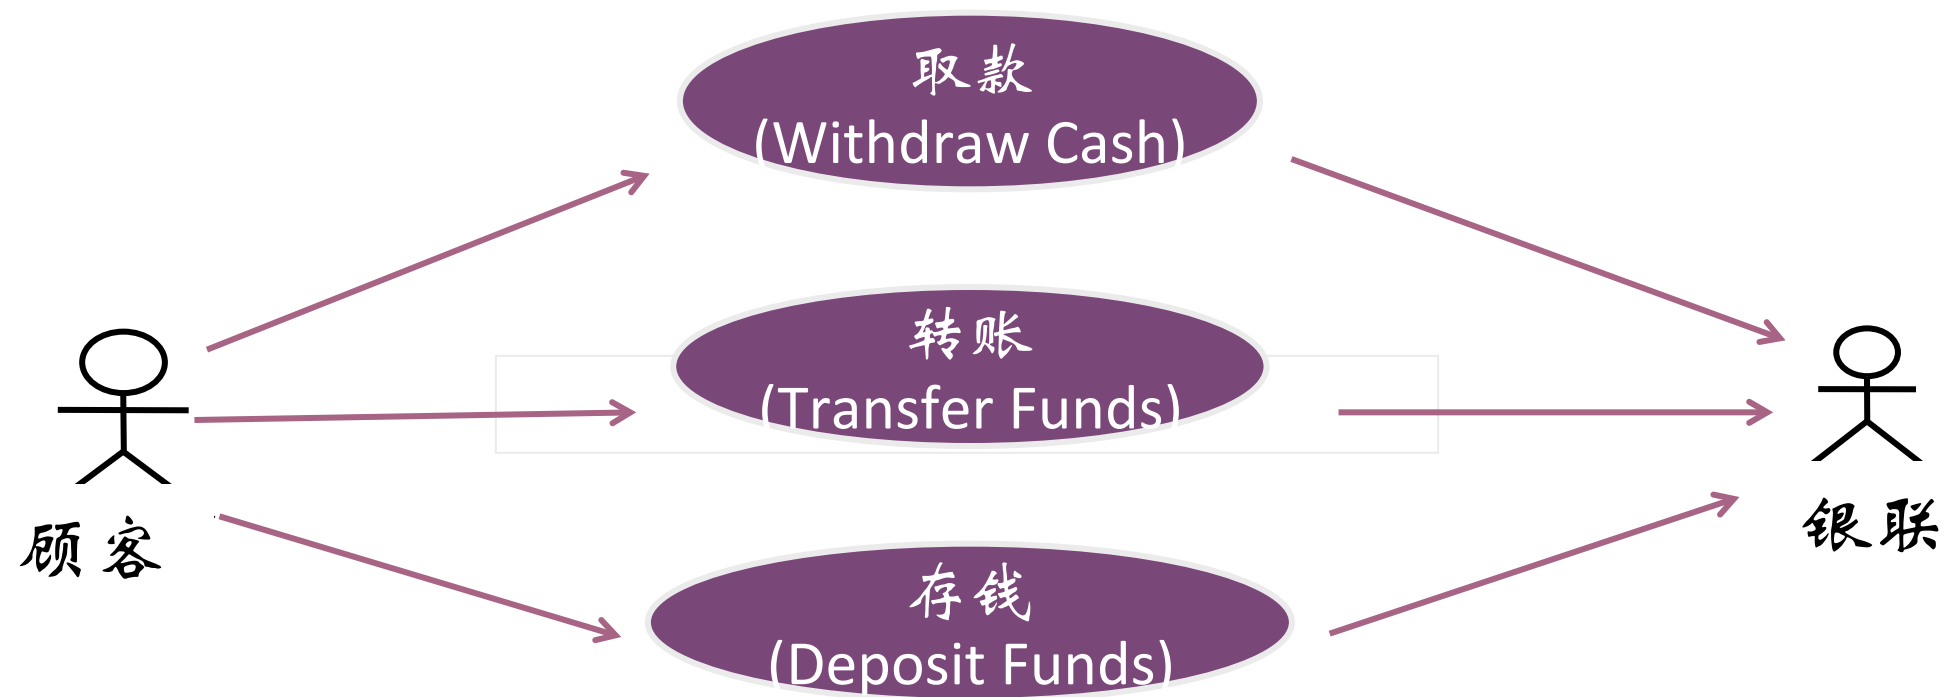 取款
(Withdraw Cash)
转账
(Transfer Funds)
顾客
银联
存钱
(Deposit Funds)